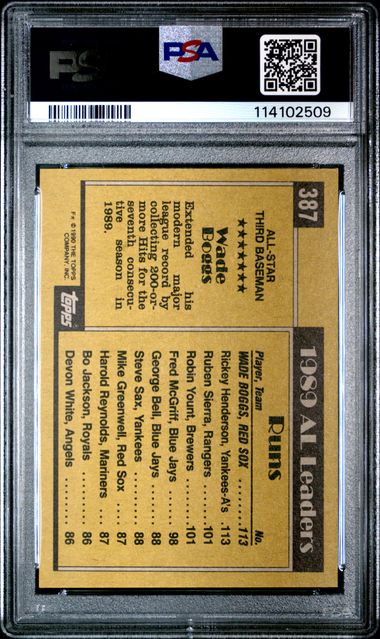 PSA
PSA
114102509
387
ALL-STAR
THIRD BASEMAN
★★★★★★★
Wade
Boggs
Extended his
modern major
league record by
collecting 200-or-
more Hits for the
seventh consecu-
tive season in
1989.
F* © 1990 THE TOPPS
COMPANY, INC.
topps
1989 AL Leaders
Runs
Player, Team No.
WADE BOGGS, RED SOX ........ 113
Rickey Henderson, Yankees-A's . 113
Ruben Sierra, Rangers ........ 101
Robin Yount, Brewers ........ 101
Fred McGriff, Blue Jays ...... 98
George Bell, Blue Jays ....... 88
Steve Sax, Yankees ........... 88
Mike Greenwell, Red Sox ...... 87
Harold Reynolds, Mariners .... 87
Bo Jackson, Royals ........... 86
Devon White, Angels .......... 86